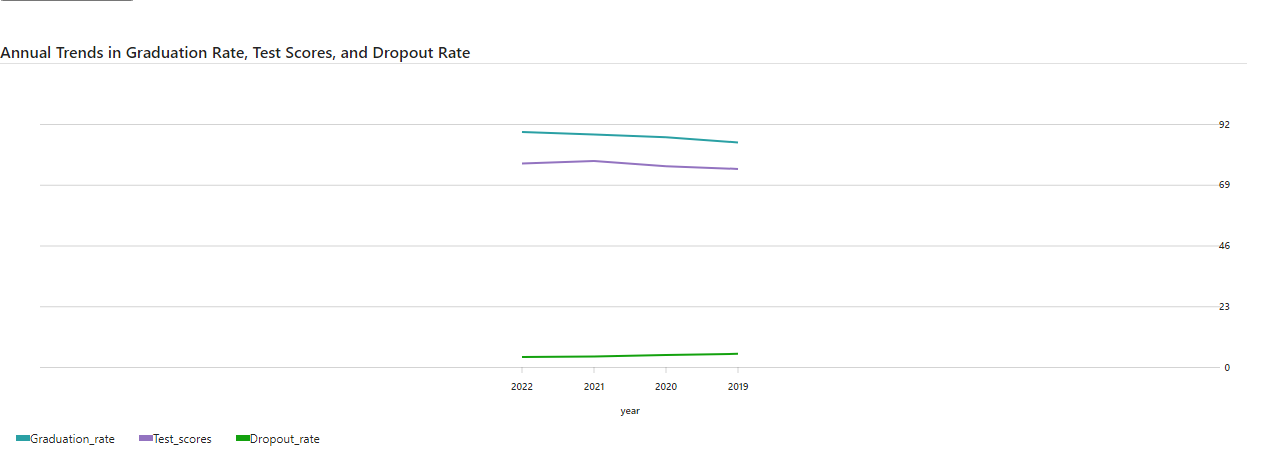 Annual Trends in Graduation Rate, Test Scores, and Dropout Rate
92
69
46
23
0
2022 2021 2020 2019
year
Graduation_rate Test_scores Dropout_rate